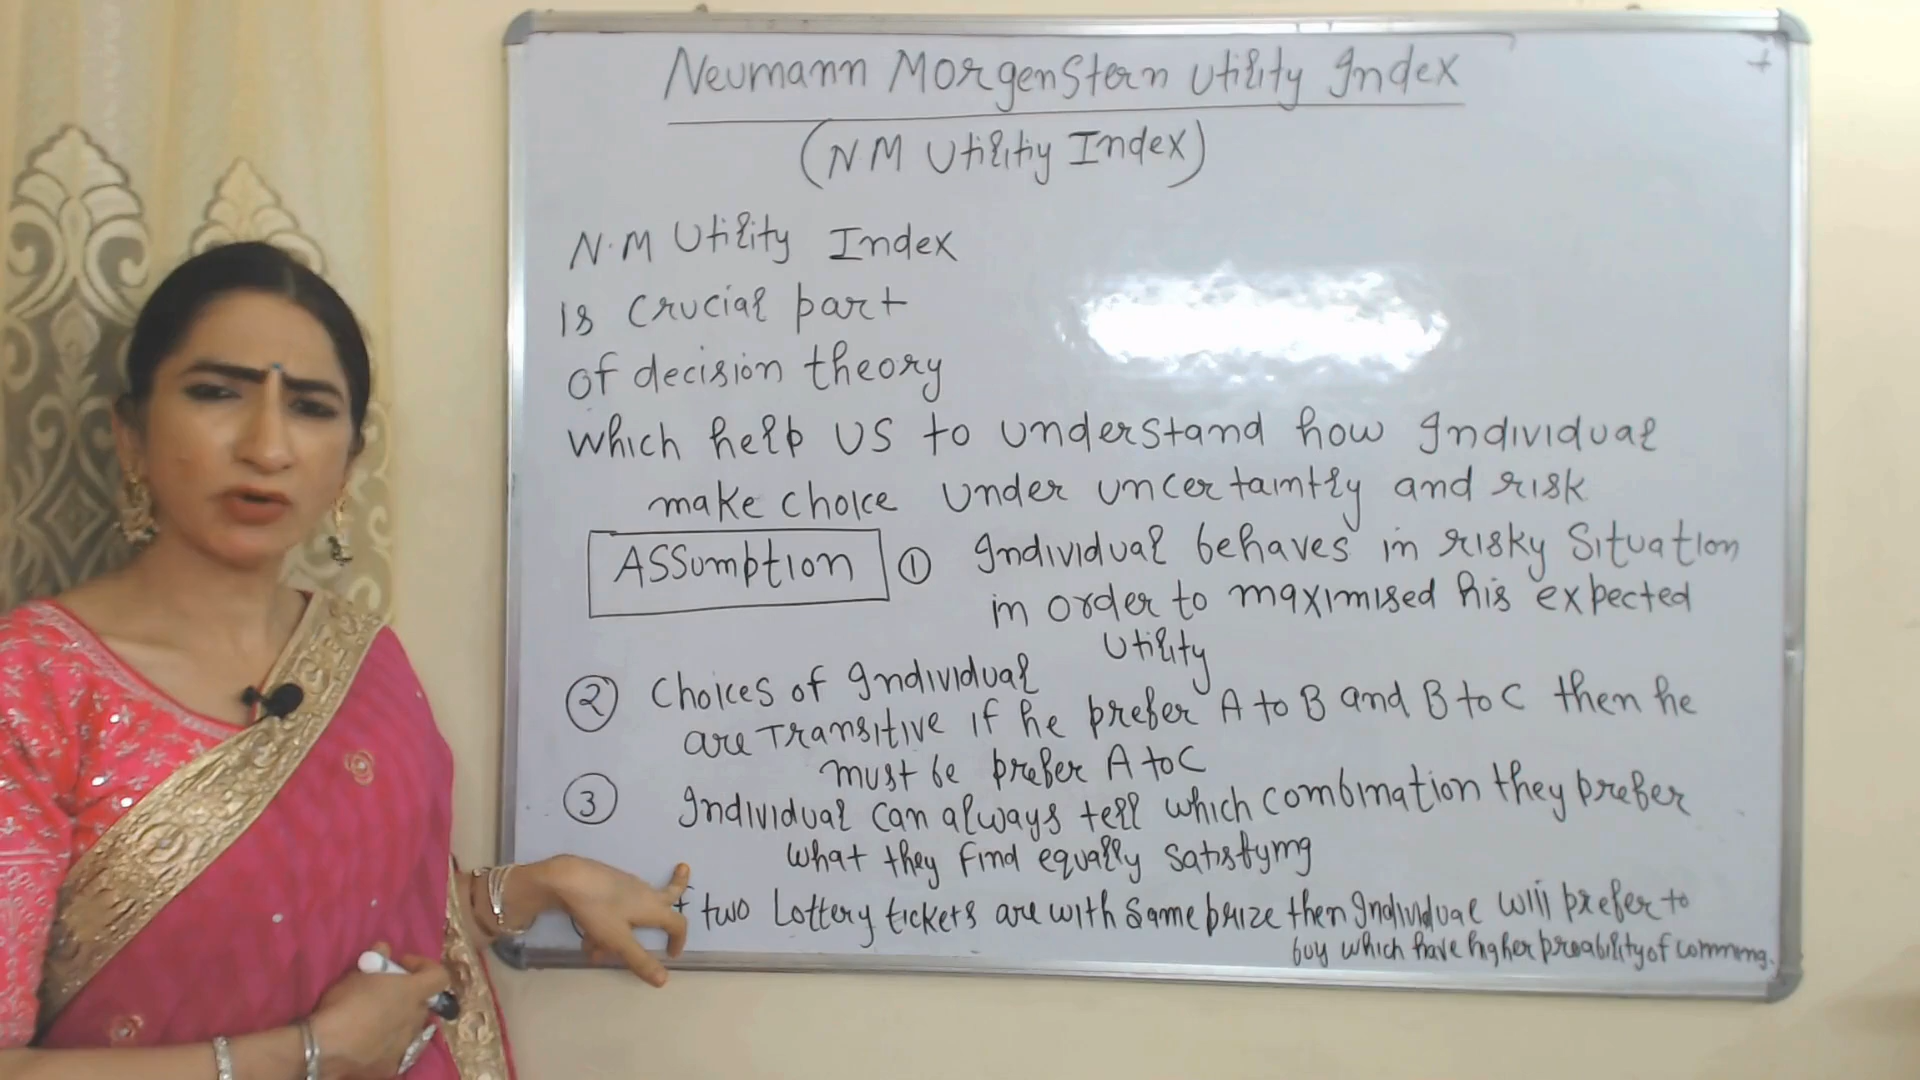 Neumann Morgenstern Utility Index
(NM Utilitiy Index)
N.M Utility Index
is crucial part
of decision theory
which help us to understand how Individual
make choice under uncertaintly and risk
Assumption ① Individual behaves in risky Situation
in order to maximised his expected
utility
② Choices of Individual
are Transitive if he prefer A to B and B to C then he
must be prefer A to C
③ Individual can always tell which combination they prefer
what they find equally satisfying
two Lottery tickets are with same prize then Individual will prefer to
buy which have higher proability of comming.